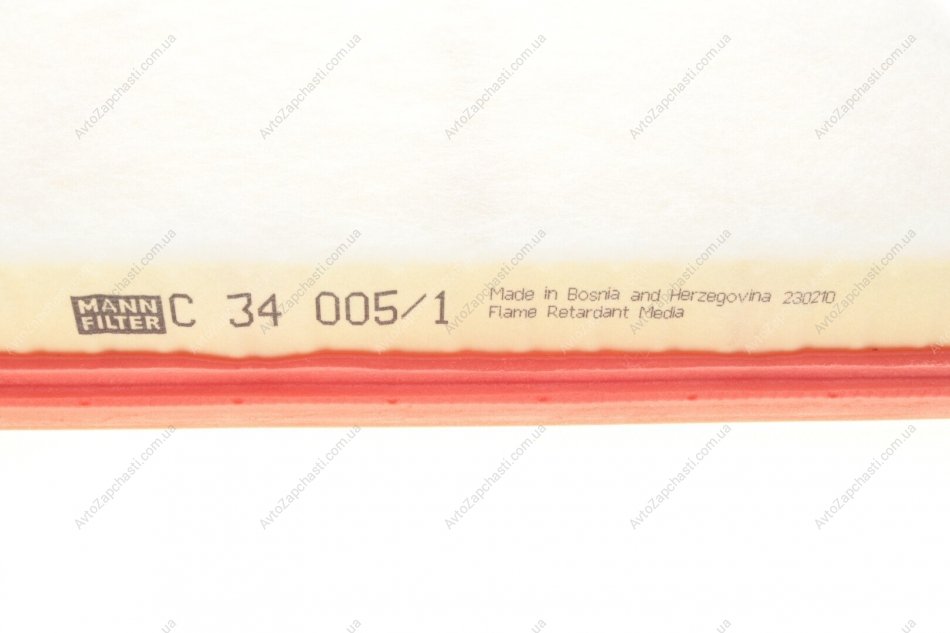 MANN
FILTER
C 34 005/1
Made in Bosnia and Herzegovina 230210
Flame Retardant Media
AvtoZapchasti.com.ua